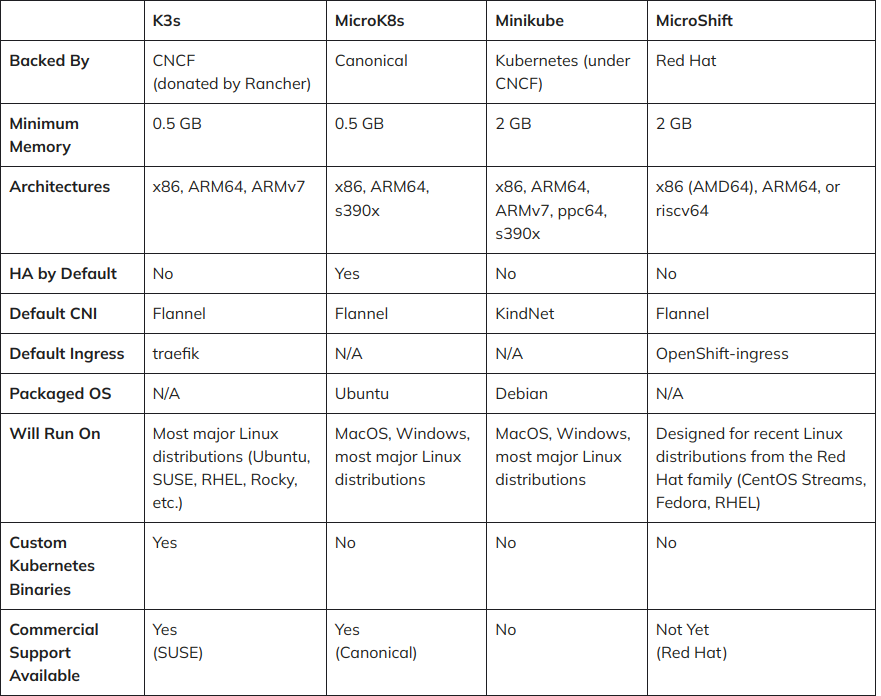 K3s MicroK8s Minikube MicroShift
Backed By CNCF Canonical Kubernetes (under Red Hat
(donated by Rancher) CNCF)
Minimum 0.5 GB 0.5 GB 2 GB 2 GB
Memory
Architectures x86, ARM64, ARMv7 x86, ARM64, x86, ARM64, x86 (AMD64), ARM64, or
s390x ARMv7, ppc64, riscv64
s390x
HA by Default No Yes No No
Default CNI Flannel Flannel KindNet Flannel
Default Ingress traefik N/A N/A OpenShift-ingress
Packaged OS N/A Ubuntu Debian N/A
Will Run On Most major Linux MacOS, Windows, MacOS, Windows, Designed for recent Linux
distributions (Ubuntu, most major Linux most major Linux distributions from the Red
SUSE, RHEL, Rocky, distributions distributions Hat family (CentOS Streams,
etc.) Fedora, RHEL)
Custom Yes No No No
Kubernetes
Binaries
Commercial Yes Yes No Not Yet
Support (SUSE) (Canonical) (Red Hat)
Available